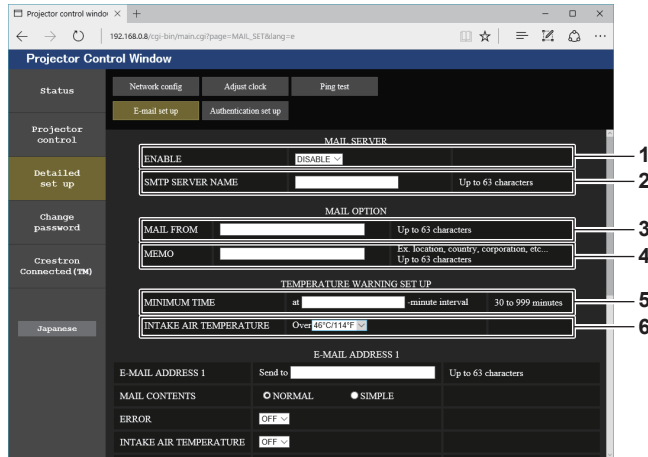 Projector control windov
192.168.0.8/cgi-bin/main.cgi?page=MAIL_SET&lang=e
Projector Control Window
Status
Projector control
Detailed set up
Change password
Crestron Connected(TM)
Japanese
Network config
Adjust clock
Ping test
E-mail set up
Authentication set up
MAIL SERVER
ENABLE DISABLE 1
SMTP SERVER NAME Up to 63 characters 2
MAIL OPTION
MAIL FROM Up to 63 characters 3
MEMO Ex. location, country, corporation, etc... 4
Up to 63 characters
TEMPERATURE WARNING SET UP
MINIMUM TIME at -minute interval 30 to 999 minutes 5
INTAKE AIR TEMPERATURE Over 46°C/114°F 6
E-MAIL ADDRESS 1
E-MAIL ADDRESS 1 Send to Up to 63 characters
MAIL CONTENTS NORMAL SIMPLE
ERROR OFF
INTAKE AIR TEMPERATURE OFF